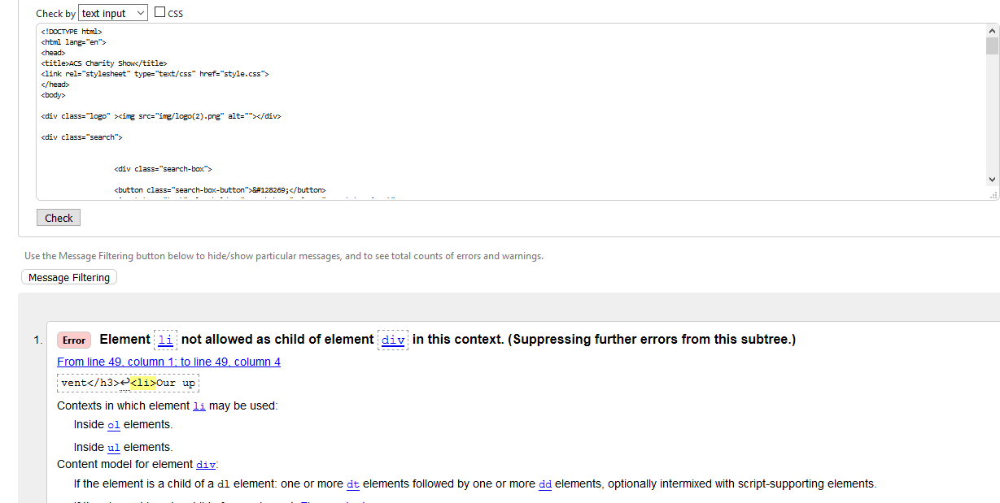 Check by text input CSS
<!DOCTYPE html>
<html lang="en">
<head>
<title>ACS Charity Show</title>
<link rel="stylesheet" type="text/css" href="style.css">
</head>
<body>
<div class="logo" ><img src="img/logo(2).png" alt=""></div>
<div class="search">
<div class="search-box">
<button class="search-box-button">&#128269;</button>
Check
Use the Message Filtering button below to hide/show particular messages, and to see total counts of errors and warnings.
Message Filtering
1. Error Element li not allowed as child of element div in this context. (Suppressing further errors from this subtree.)
From line 49, column 1; to line 49, column 4
vent</h3>↩<li>Our up
Contexts in which element li may be used:
Inside ol elements.
Inside ul elements.
Content model for element div:
If the element is a child of a dl element: one or more dt elements followed by one or more dd elements, optionally intermixed with script-supporting elements.